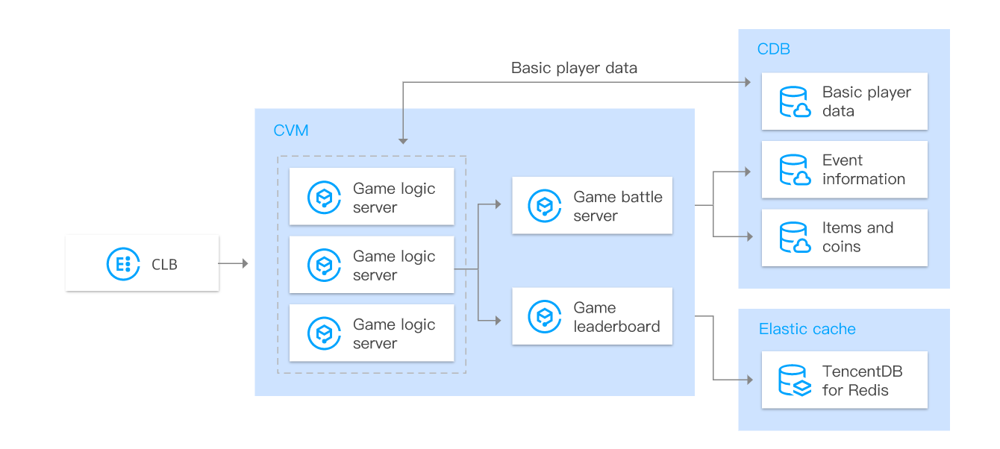 CDB
Basic player data
Basic player
data
CVM
Event
information
Game logic
server
Game battle
server
Items and
coins
CLB
Game logic
server
Game
leaderboard
Game logic
server
Elastic cache
TencentDB
for Redis